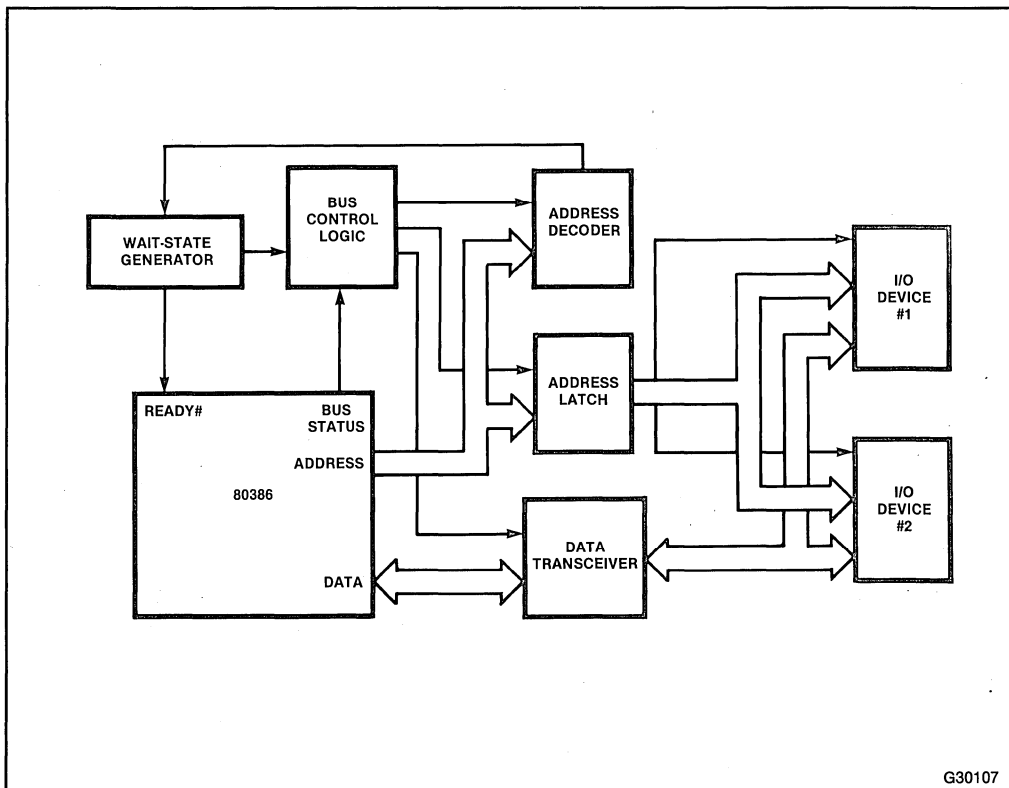 WAIT-STATE
GENERATOR
BUS
CONTROL
LOGIC
ADDRESS
DECODER
I/O
DEVICE
#1
ADDRESS
LATCH
READY#
BUS
STATUS
ADDRESS
80386
DATA
DATA
TRANSCEIVER
I/O
DEVICE
#2
G30107